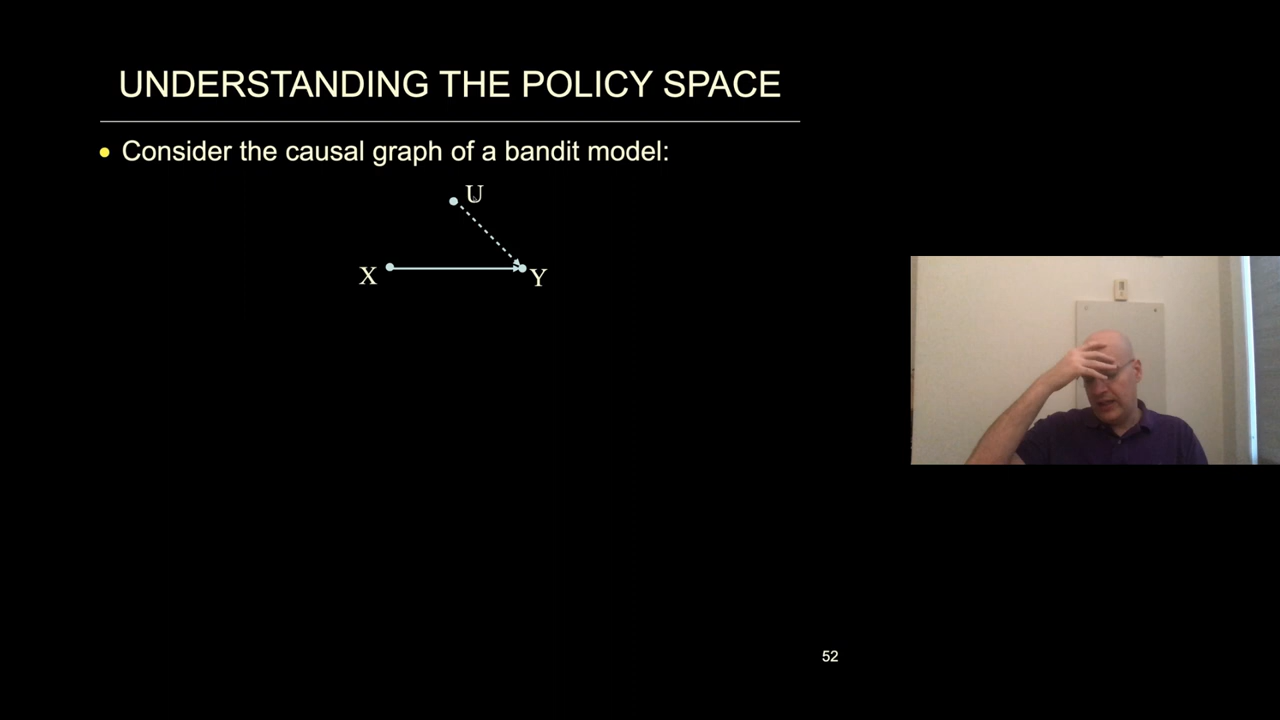 UNDERSTANDING THE POLICY SPACE
Consider the causal graph of a bandit model:
U
X
Y
52